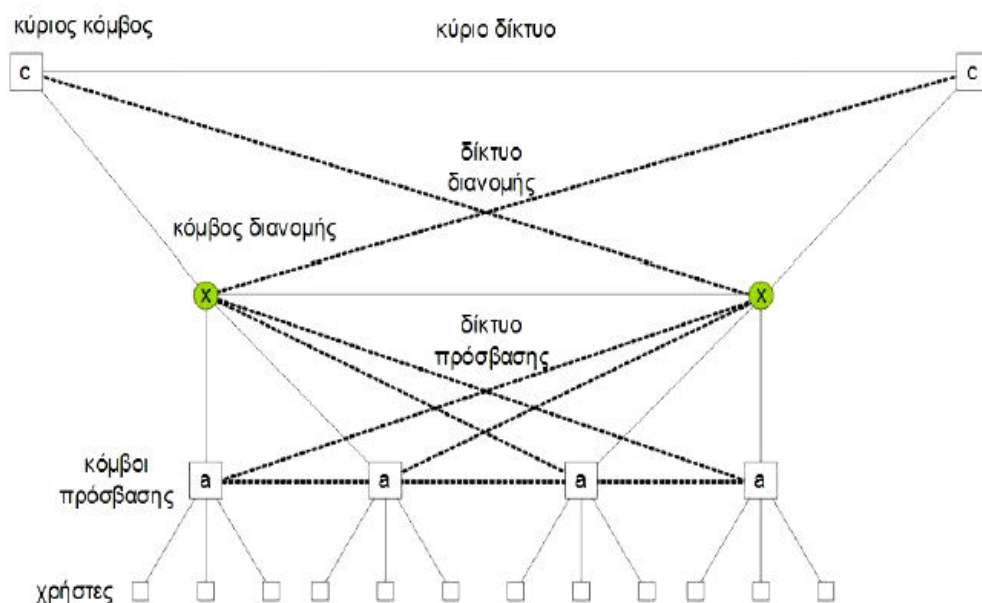 κύριος κόμβος
κύριο δίκτυο
c
c
δίκτυο
διανομής
κόμβος διανομής
x
x
δίκτυο
πρόσβασης
κόμβοι
πρόσβασης
a
a
a
a
χρήστες